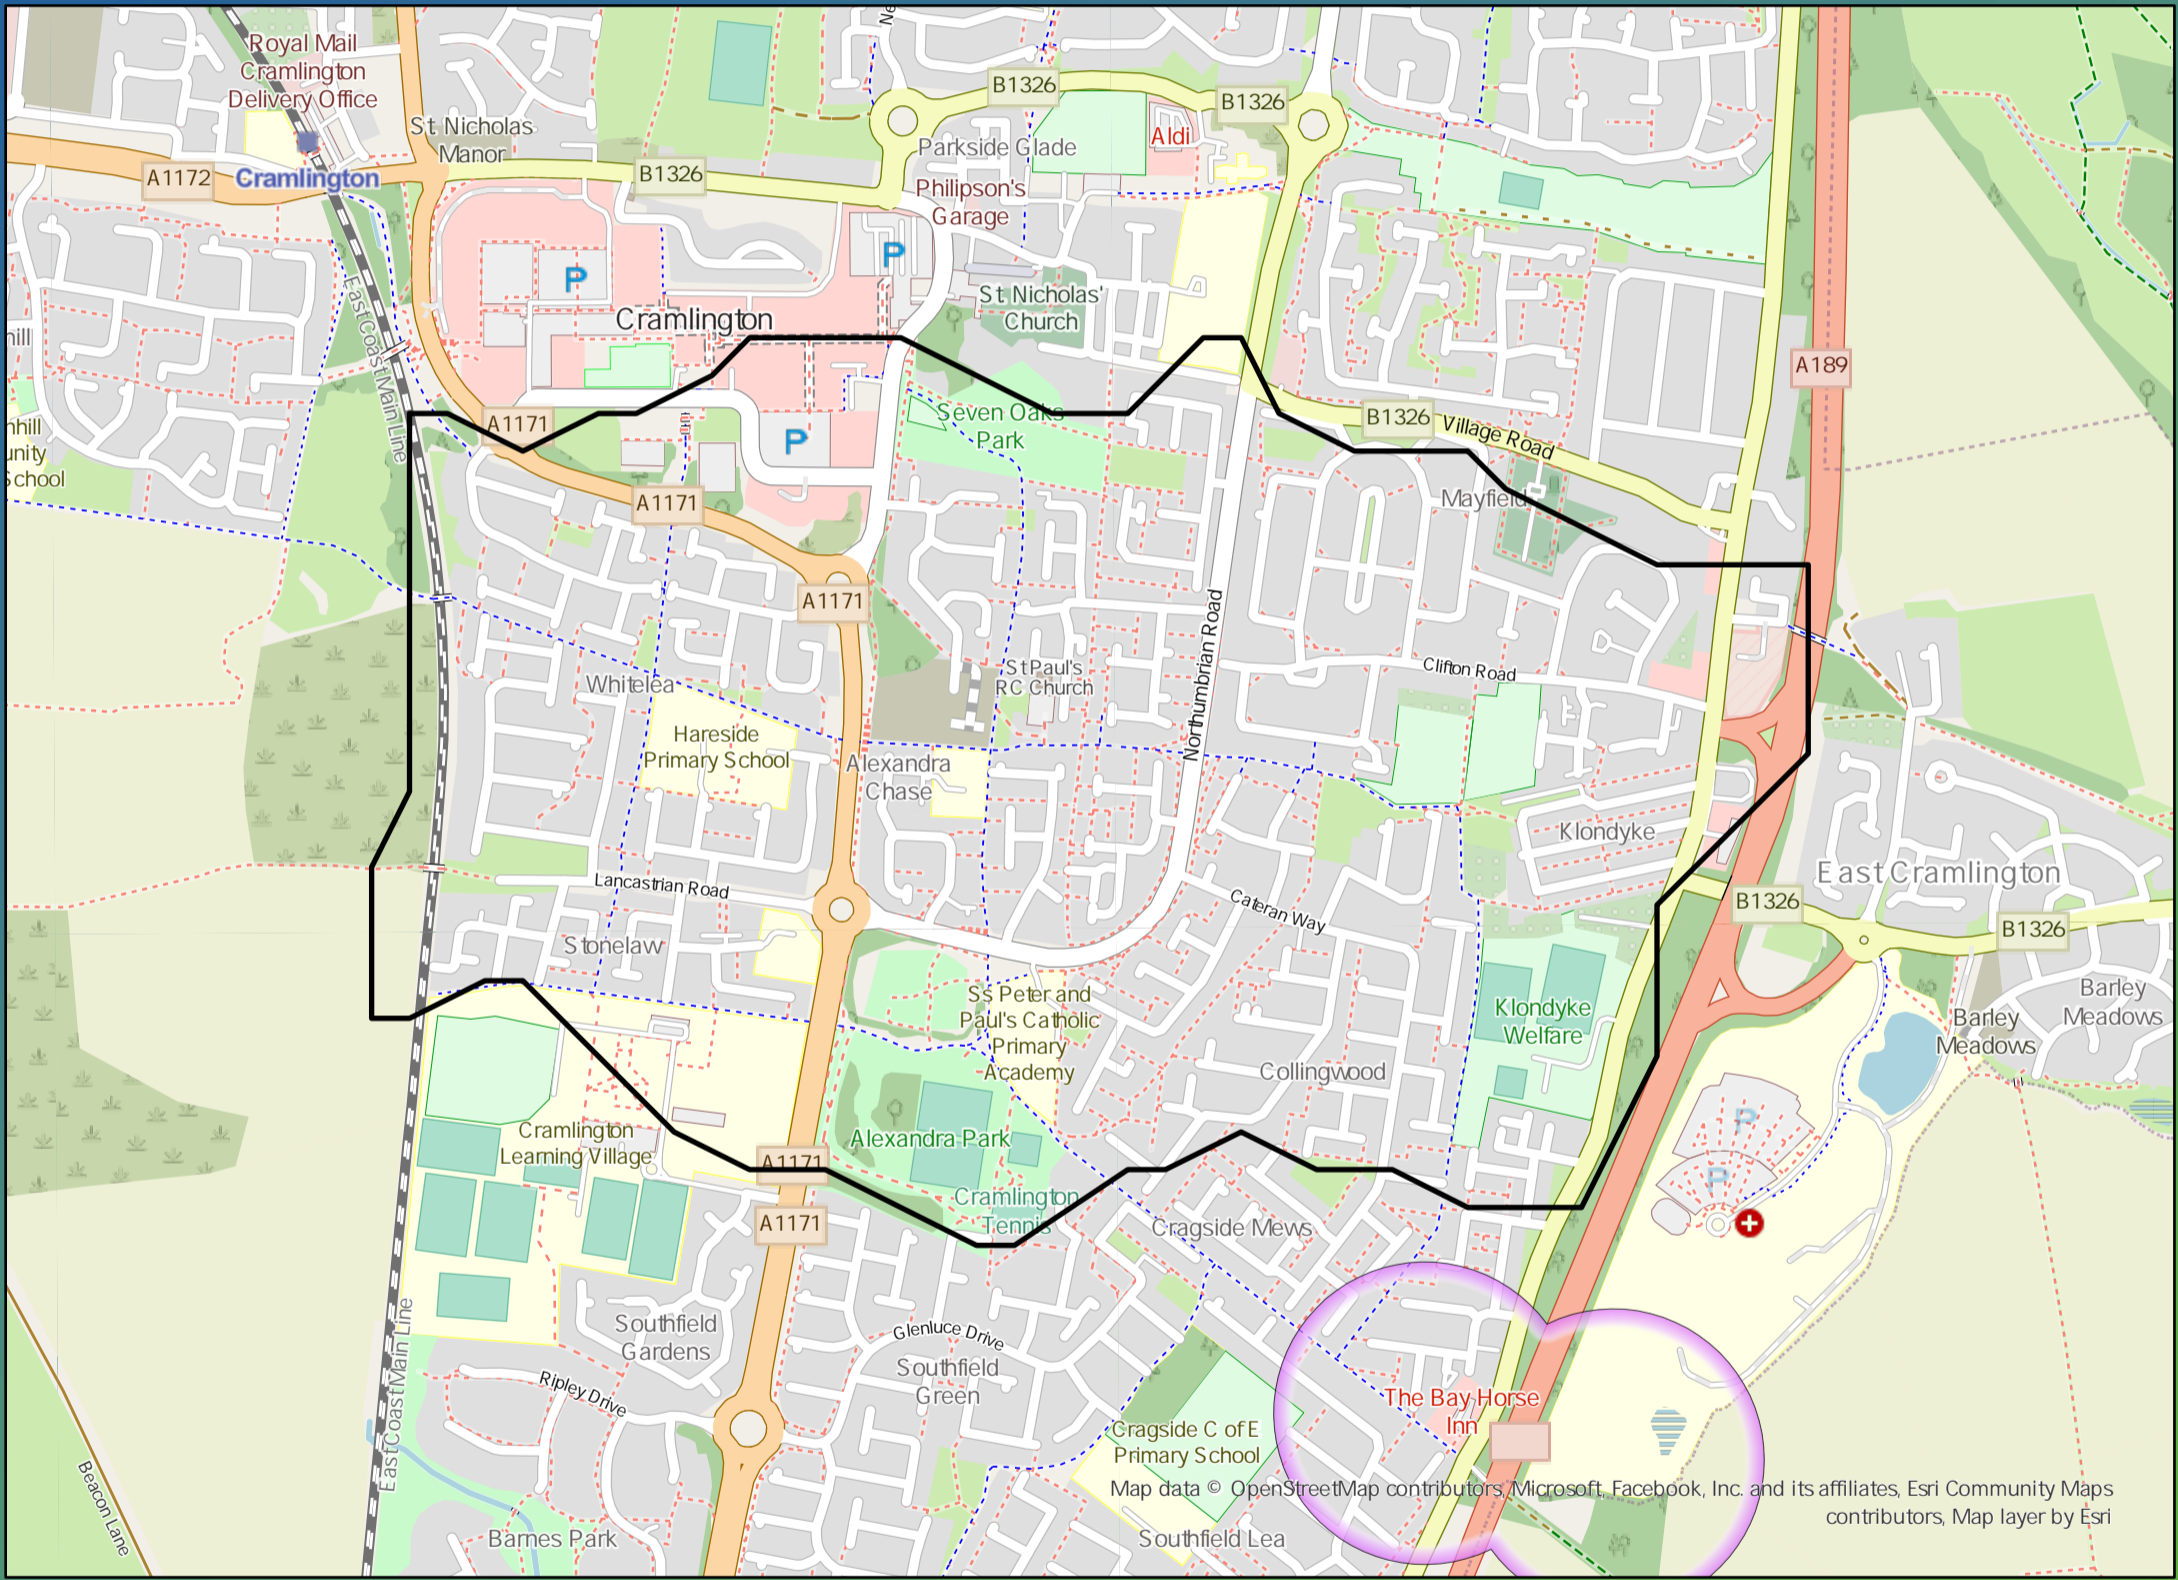 Royal Mail
Cramlington
Delivery Office
St. Nicholas
Manor
A1172
Cramlington
B1326
B1326
B1326
Aldi
Parkside Glade
Philipson's
Garage
P
P
St. Nicholas'
Church
Cramlington
East Coast Main Line
A189
A1171
Seven Oaks
Park
B1326
Village Road
P
Mayfield
A1171
A1171
Northumbrian Road
St Paul's
RC Church
Clifton Road
Whitelea
Hareside
Primary School
Alexandra
Chase
Klondyke
East Cramlington
Lancastrian Road
Cateran Way
B1326
B1326
Stonelaw
Ss Peter and
Paul's Catholic
Primary
Academy
Klondyke
Welfare
Barley
Meadows
Barley
Meadows
Collingwood
Cramlington
Learning Village
Alexandra Park
P
P
A1171
A1171
Cramlington
Tennis
Cragside Mews
Southfield
Gardens
Glenluce Drive
Southfield
Green
East Coast Main Line
Ripley Drive
The Bay Horse
Inn
Cragside C of E
Primary School
Beacon Lane
Barnes Park
Southfield Lea
Map data © OpenStreetMap contributors, Microsoft, Facebook, Inc. and its affiliates, Esri Community Maps
contributors, Map layer by Esri